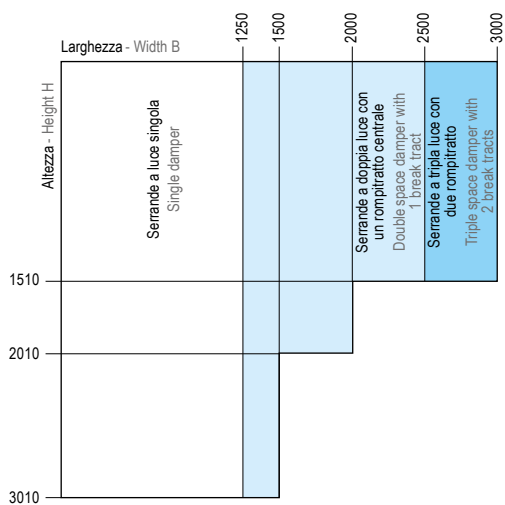 1250
1500
2000
2500
3000
Larghezza - Width B
Altezza - Height H
Serrande a luce singola
Single damper
Serrande a doppia luce con
un rompitratto centrale
Double space damper with
1 break tract
Serrande a tripla luce con
due rompitratto
Triple space damper with
2 break tracts
1510
2010
3010